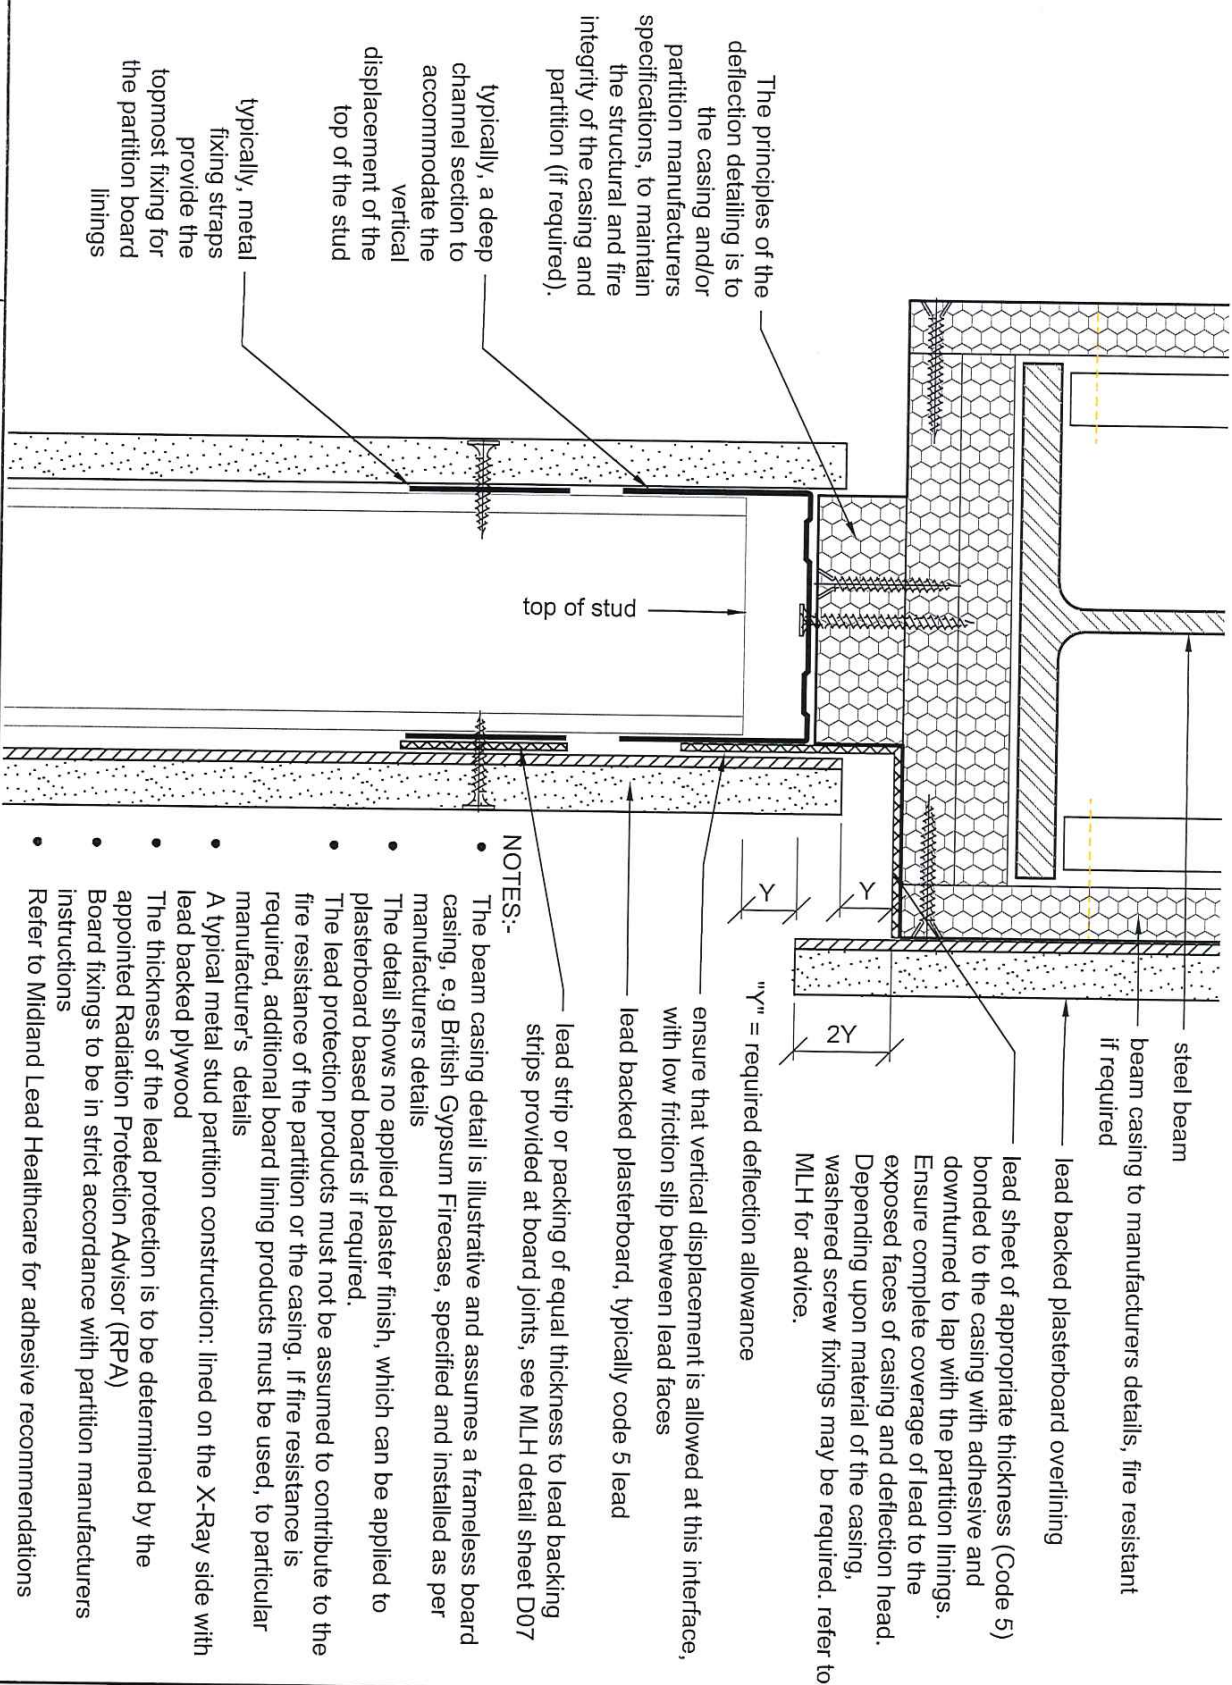 The principles of the
deflection detailing is to
the casing and/or
partition manufacturers
specifications, to maintain
the structural and fire
integrity of the casing and
partition (if required).
typically, a deep
channel section to
accommodate the
vertical
displacement of the
top of the stud
typically, metal
fixing straps
provide the
topmost fixing for
the partition board
linings
top of stud
steel beam
beam casing to manufacturers details, fire resistant
if required
lead backed plasterboard overlining
lead sheet of appropriate thickness (Code 5)
bonded to the casing with adhesive and
downturned to lap with the partition linings.
Ensure complete coverage of lead to the
exposed faces of casing and deflection head.
Depending upon material of the casing,
washered screw fixings may be required. refer to
MLH for advice.
Y
Y
2Y
"Y" = required deflection allowance
ensure that vertical displacement is allowed at this interface,
with low friction slip between lead faces
lead backed plasterboard, typically code 5 lead
lead strip or packing of equal thickness to lead backing
strips provided at board joints, see MLH detail sheet D07
NOTES:-
• The beam casing detail is illustrative and assumes a frameless board
casing, e.g British Gypsum Firecase, specified and installed as per
manufacturers details
• The detail shows no applied plaster finish, which can be applied to
plasterboard based boards if required.
• The lead protection products must not be assumed to contribute to the
fire resistance of the partition or the casing. If fire resistance is
required, additional board lining products must be used, to particular
manufacturer's details
• A typical metal stud partition construction: lined on the X-Ray side with
lead backed plywood
• The thickness of the lead protection is to be determined by the
appointed Radiation Protection Advisor (RPA)
• Board fixings to be in strict accordance with partition manufacturers
instructions
• Refer to Midland Lead Healthcare for adhesive recommendations